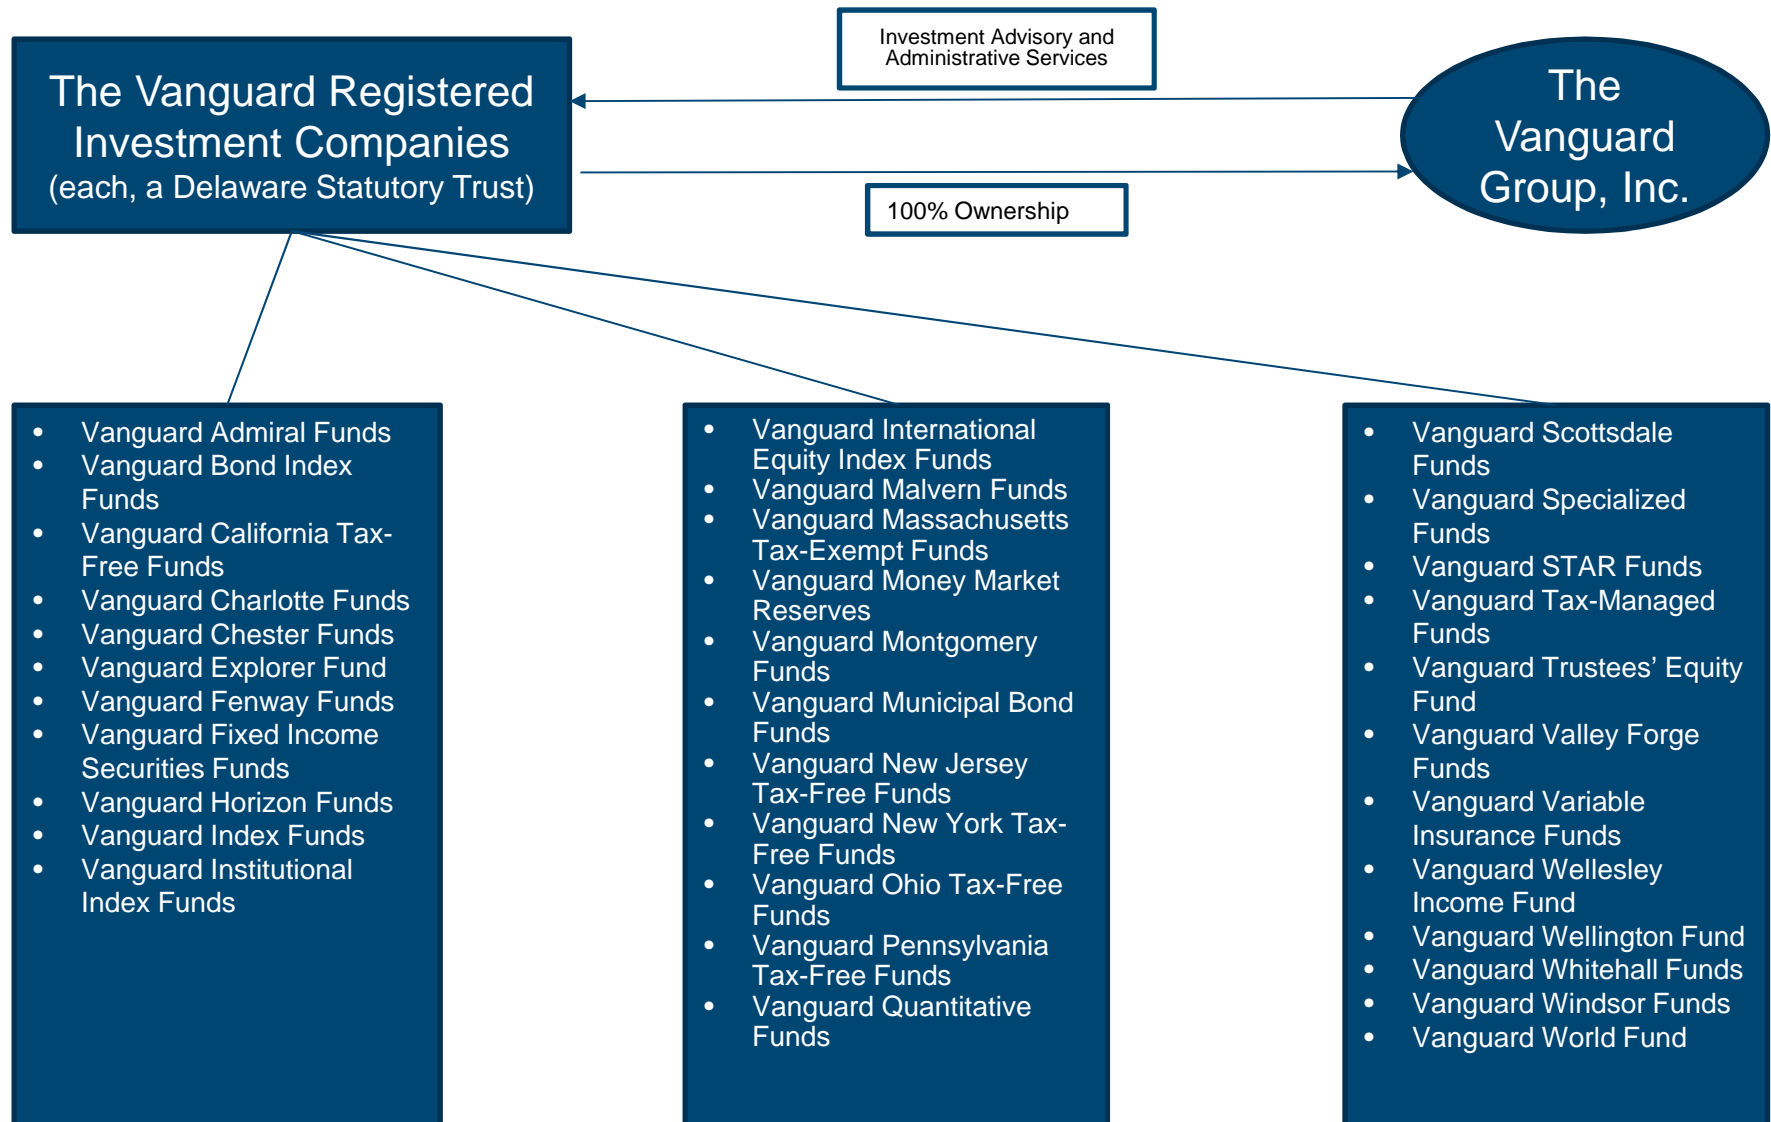 Investment Advisory and
Administrative Services
The Vanguard Registered
Investment Companies
(each, a Delaware Statutory Trust)
The
Vanguard
Group, Inc.
100% Ownership
• Vanguard Admiral Funds
• Vanguard Bond Index
Funds
• Vanguard California Tax-
Free Funds
• Vanguard Charlotte Funds
• Vanguard Chester Funds
• Vanguard Explorer Fund
• Vanguard Fenway Funds
• Vanguard Fixed Income
Securities Funds
• Vanguard Horizon Funds
• Vanguard Index Funds
• Vanguard Institutional
Index Funds
• Vanguard International
Equity Index Funds
• Vanguard Malvern Funds
• Vanguard Massachusetts
Tax-Exempt Funds
• Vanguard Money Market
Reserves
• Vanguard Montgomery
Funds
• Vanguard Municipal Bond
Funds
• Vanguard New Jersey
Tax-Free Funds
• Vanguard New York Tax-
Free Funds
• Vanguard Ohio Tax-Free
Funds
• Vanguard Pennsylvania
Tax-Free Funds
• Vanguard Quantitative
Funds
• Vanguard Scottsdale
Funds
• Vanguard Specialized
Funds
• Vanguard STAR Funds
• Vanguard Tax-Managed
Funds
• Vanguard Trustees’ Equity
Fund
• Vanguard Valley Forge
Funds
• Vanguard Variable
Insurance Funds
• Vanguard Wellesley
Income Fund
• Vanguard Wellington Fund
• Vanguard Whitehall Funds
• Vanguard Windsor Funds
• Vanguard World Fund